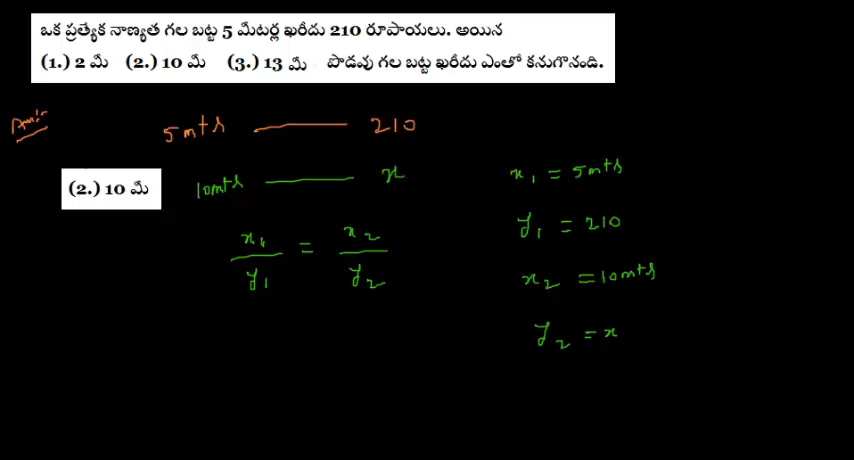 ఒక ప్రత్యేక నాణ్యత గల బట్ట 5 మీటర్ల ఖరీదు 210 రూపాయలు. అయిన
(1.) 2 మీ (2.) 10 మీ (3.) 13 మీ పొడవు గల బట్ట ఖరీదు ఎంతో కనుగొనండి.
5mts —— 210
(2.) 10 మీ
10mts —— x
x₁ = 5mts
x₁/y₁ = x₂/y₂
y₁ = 210
x₂ = 10mts
y₂ = x